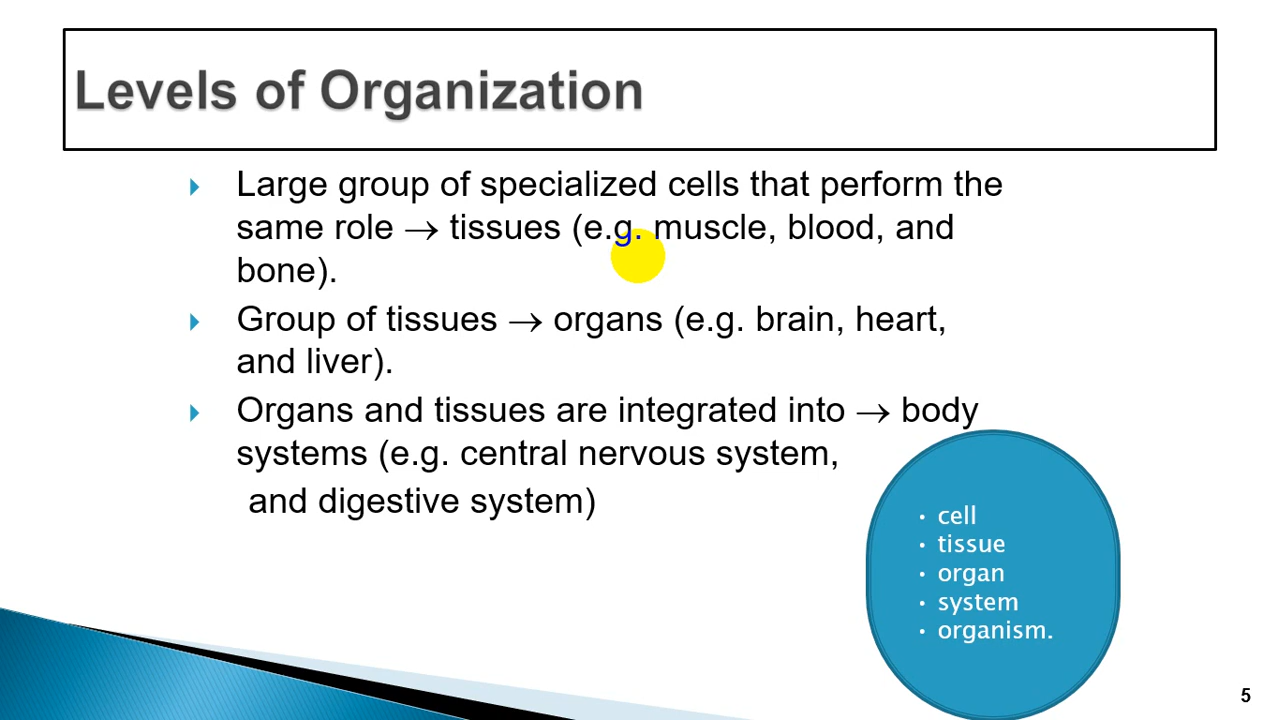 Levels of Organization
Large group of specialized cells that perform the
same role → tissues (e.g. muscle, blood, and
bone).
Group of tissues → organs (e.g. brain, heart,
and liver).
Organs and tissues are integrated into → body
systems (e.g. central nervous system,
and digestive system)
• cell
• tissue
• organ
• system
• organism.
5